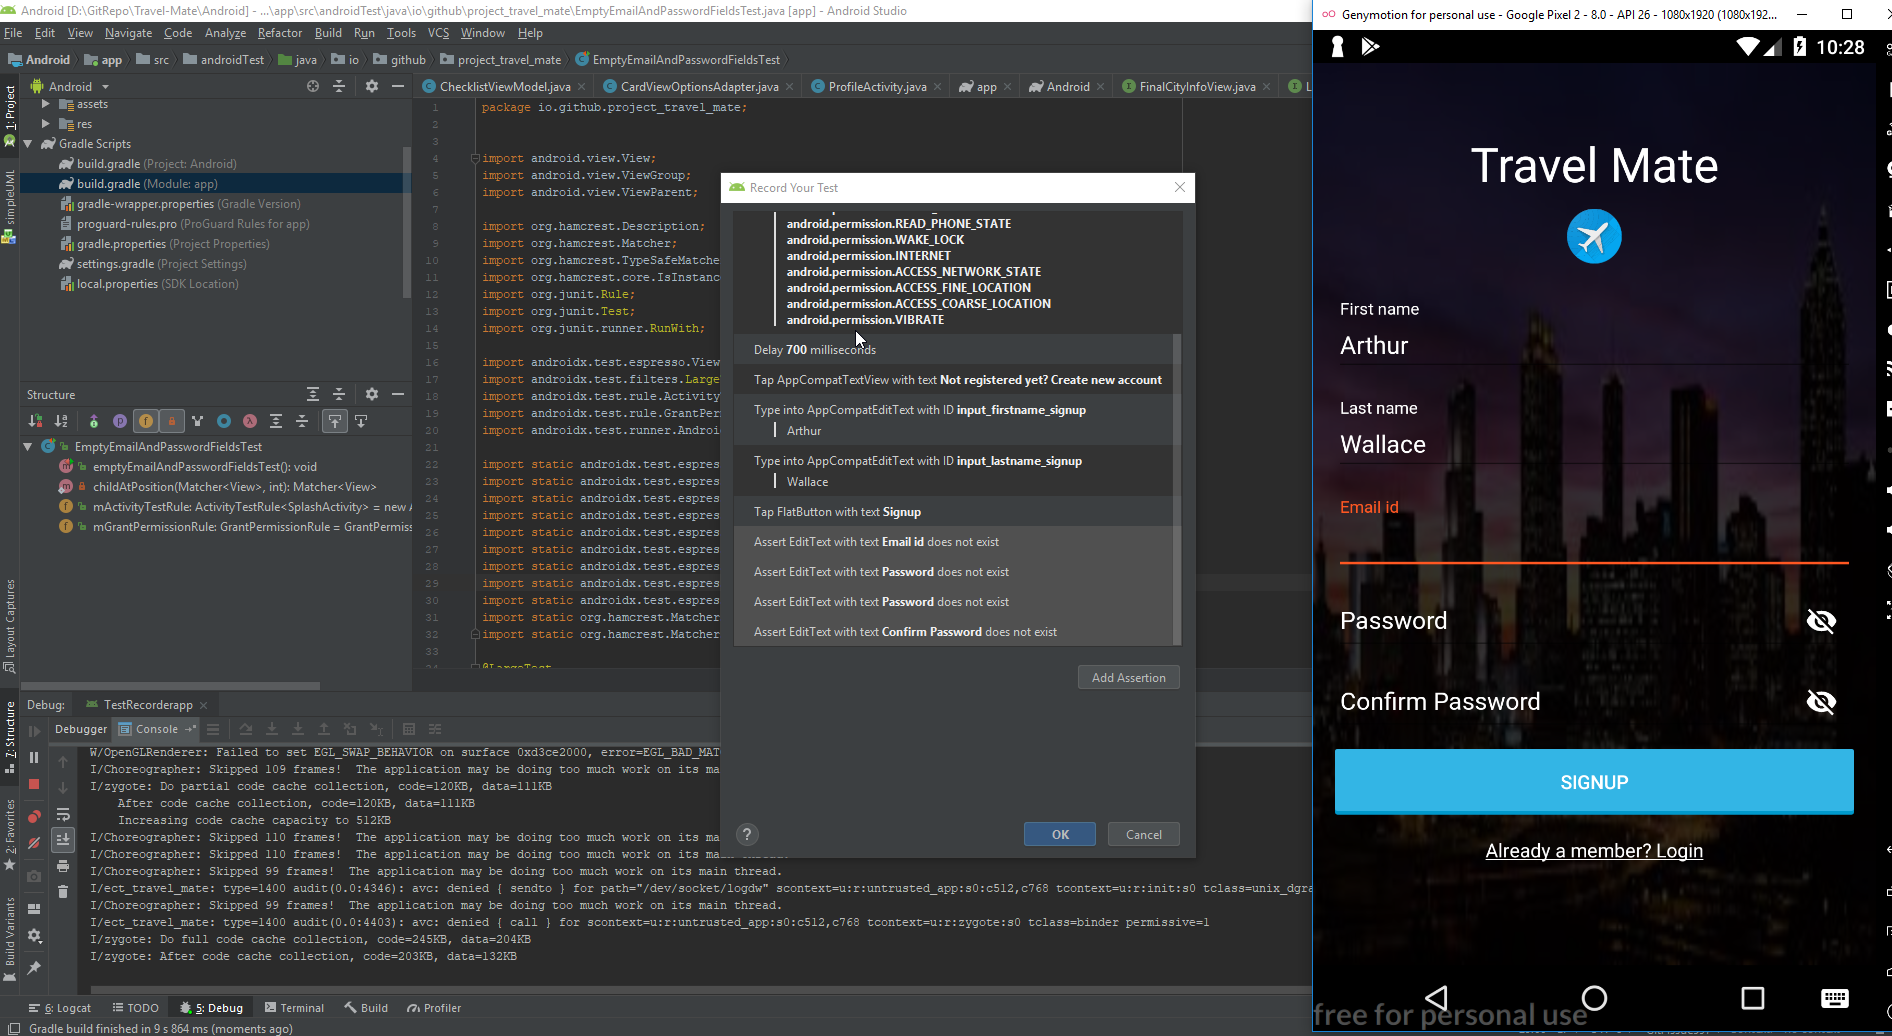 Android [D:\GitRepo\Travel-Mate\Android] - ...\app\src\androidTest\java\io\github\project_travel_mate\EmptyEmailAndPasswordFieldsTest.java [app] - Android Studio
File Edit View Navigate Code Analyze Refactor Build Run Tools VCS Window Help
Android app src androidTest java io github project_travel_mate EmptyEmailAndPasswordFieldsTest
1: Project
simpleUML
Layout Captures
7: Structure
2: Favorites
Build Variants
Android
assets
res
Gradle Scripts
build.gradle (Project: Android)
build.gradle (Module: app)
gradle-wrapper.properties (Gradle Version)
proguard-rules.pro (ProGuard Rules for app)
gradle.properties (Project Properties)
settings.gradle (Project Settings)
local.properties (SDK Location)
Structure
EmptyEmailAndPasswordFieldsTest
emptyEmailAndPasswordFieldsTest(): void
childAtPosition(Matcher<View>, int): Matcher<View>
mActivityTestRule: ActivityTestRule<SplashActivity> = new A
mGrantPermissionRule: GrantPermissionRule = GrantPermiss
ChecklistViewModel.java CardViewOptionsAdapter.java ProfileActivity.java app Android FinalCityInfoView.java L
1 package io.github.project_travel_mate;
2
3
4 import android.view.View;
5 import android.view.ViewGroup;
6 import android.view.ViewParent;
7
8 import org.hamcrest.Description;
9 import org.hamcrest.Matcher;
10 import org.hamcrest.TypeSafeMatche
11 import org.hamcrest.core.IsInstanc
12 import org.junit.Rule;
13 import org.junit.Test;
14 import org.junit.runner.RunWith;
15
16 import androidx.test.espresso.View
17 import androidx.test.filters.Large
18 import androidx.test.rule.Activity
19 import androidx.test.rule.GrantPer
20 import androidx.test.runner.Androi
21
22 import static androidx.test.espres
23 import static androidx.test.espres
24 import static androidx.test.espres
25 import static androidx.test.espres
26 import static androidx.test.espres
27 import static androidx.test.espres
28 import static androidx.test.espres
29 import static androidx.test.espres
30 import static androidx.test.espres
31 import static org.hamcrest.Matcher
32 import static org.hamcrest.Matcher
33
34 @LargeTest
Record Your Test
android.permission.READ_PHONE_STATE
android.permission.WAKE_LOCK
android.permission.INTERNET
android.permission.ACCESS_NETWORK_STATE
android.permission.ACCESS_FINE_LOCATION
android.permission.ACCESS_COARSE_LOCATION
android.permission.VIBRATE
Delay 700 milliseconds
Tap AppCompatTextView with text Not registered yet? Create new account
Type into AppCompatEditText with ID input_firstname_signup
Arthur
Type into AppCompatEditText with ID input_lastname_signup
Wallace
Tap FlatButton with text Signup
Assert EditText with text Email id does not exist
Assert EditText with text Password does not exist
Assert EditText with text Password does not exist
Assert EditText with text Confirm Password does not exist
Add Assertion
? OK Cancel
Debug: TestRecorderapp
Debugger Console
W/OpenGLRenderer: Failed to set EGL_SWAP_BEHAVIOR on surface 0xd3ce2000, error=EGL_BAD_MAT
I/Choreographer: Skipped 109 frames! The application may be doing too much work on its ma
I/zygote: Do partial code cache collection, code=120KB, data=111KB
After code cache collection, code=120KB, data=111KB
Increasing code cache capacity to 512KB
I/Choreographer: Skipped 110 frames! The application may be doing too much work on its ma
I/Choreographer: Skipped 110 frames! The application may be doing too much work on its ma
I/Choreographer: Skipped 99 frames! The application may be doing too much work on its main thread.
I/ect_travel_mate: type=1400 audit(0.0:4346): avc: denied { sendto } for path="/dev/socket/logdw" scontext=u:r:untrusted_app:s0:c512,c768 tcontext=u:r:init:s0 tclass=unix_dgra
I/Choreographer: Skipped 99 frames! The application may be doing too much work on its main thread.
I/ect_travel_mate: type=1400 audit(0.0:4403): avc: denied { call } for scontext=u:r:untrusted_app:s0:c512,c768 tcontext=u:r:zygote:s0 tclass=binder permissive=1
I/zygote: Do full code cache collection, code=245KB, data=204KB
I/zygote: After code cache collection, code=203KB, data=132KB
6: Logcat TODO 5: Debug Terminal Build Profiler
Gradle build finished in 9 s 864 ms (moments ago)
Genymotion for personal use - Google Pixel 2 - 8.0 - API 26 - 1080x1920 (1080x192...
10:28
Travel Mate
First name
Arthur
Last name
Wallace
Email id
Password
Confirm Password
SIGNUP
Already a member? Login
free for personal use